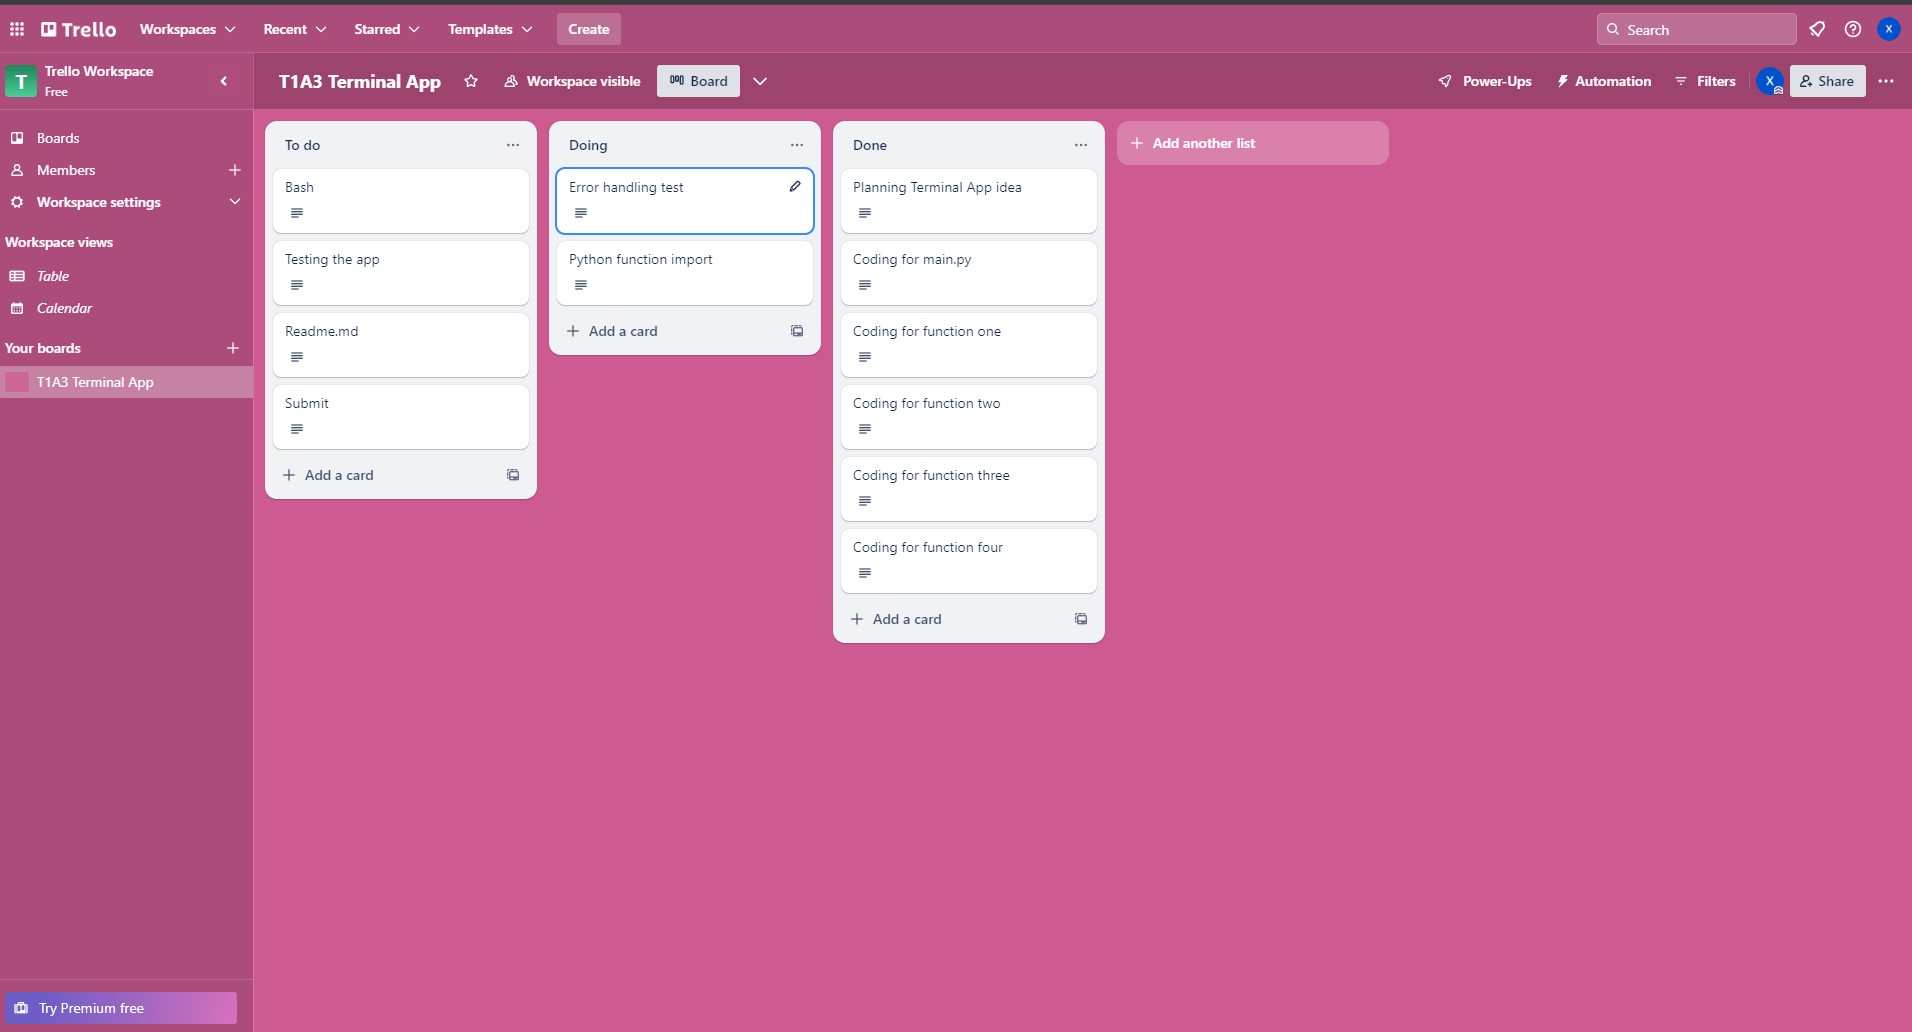 Trello
Workspaces
Recent
Starred
Templates
Create
Search
X
T
Trello Workspace
Free
T1A3 Terminal App
Workspace visible
Board
Power-Ups
Automation
Filters
X
Share
Boards
Members
Workspace settings
Workspace views
Table
Calendar
Your boards
T1A3 Terminal App
Try Premium free
To do
Bash
Testing the app
Readme.md
Submit
Add a card
Doing
Error handling test
Python function import
Add a card
Done
Planning Terminal App idea
Coding for main.py
Coding for function one
Coding for function two
Coding for function three
Coding for function four
Add a card
Add another list